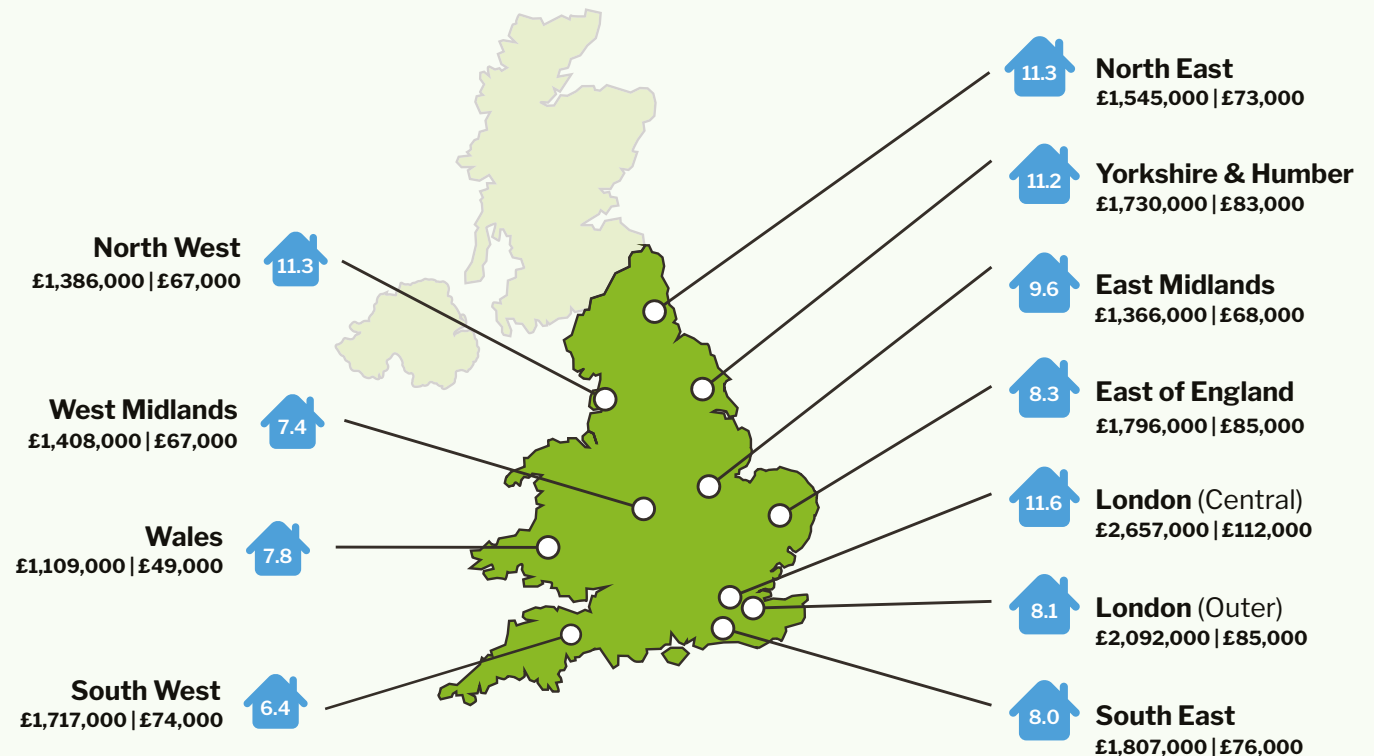 North West
£1,386,000 | £67,000
11.3
West Midlands
£1,408,000 | £67,000
7.4
Wales
£1,109,000 | £49,000
7.8
South West
£1,717,000 | £74,000
6.4
11.3
North East
£1,545,000 | £73,000
11.2
Yorkshire & Humber
£1,730,000 | £83,000
9.6
East Midlands
£1,366,000 | £68,000
8.3
East of England
£1,796,000 | £85,000
11.6
London (Central)
£2,657,000 | £112,000
8.1
London (Outer)
£2,092,000 | £85,000
8.0
South East
£1,807,000 | £76,000